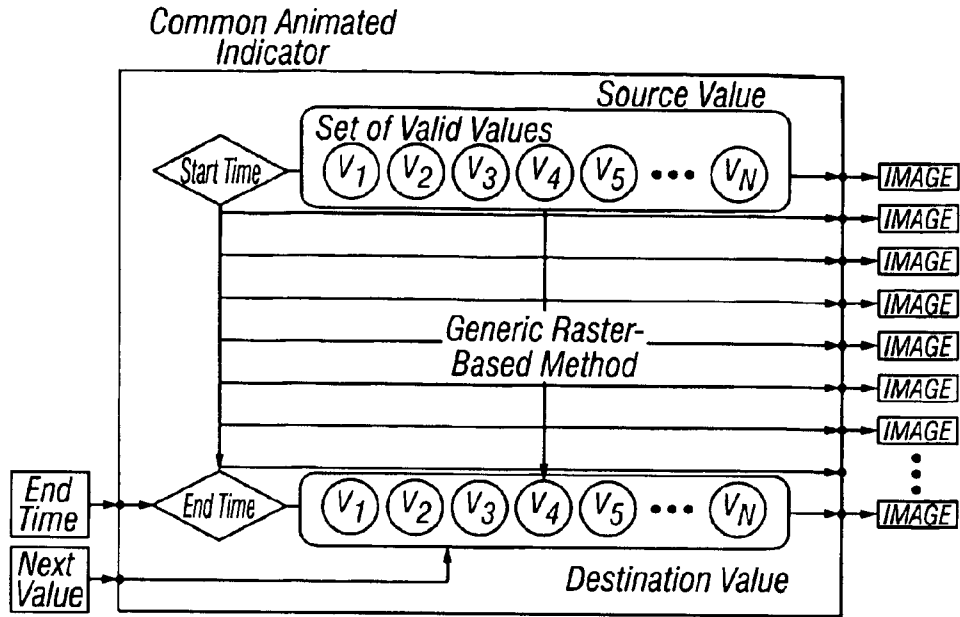 Common Animated
Indicator
Source Value
Set of Valid Values
Start Time
V1 V2 V3 V4 V5 ••• VN
IMAGE
IMAGE
IMAGE
IMAGE
Generic Raster-
Based Method
IMAGE
IMAGE
IMAGE
End
Time
End Time
V1 V2 V3 V4 V5 ••• VN
IMAGE
Next
Value
Destination Value